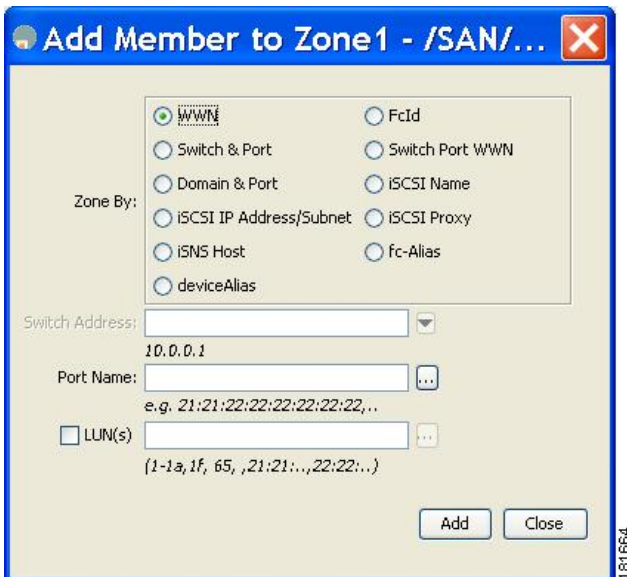 Add Member to Zone1 - /SAN/...
Zone By:
WWN
FcId
Switch & Port
Switch Port WWN
Domain & Port
iSCSI Name
iSCSI IP Address/Subnet
iSCSI Proxy
iSNS Host
fc-Alias
deviceAlias
Switch Address:
10.0.0.1
Port Name:
...
e.g. 21:21:22:22:22:22:22:22,..
LUN(s)
...
(1-1a,1f, 65, ,21:21:..,22:22:..)
Add
Close
181664